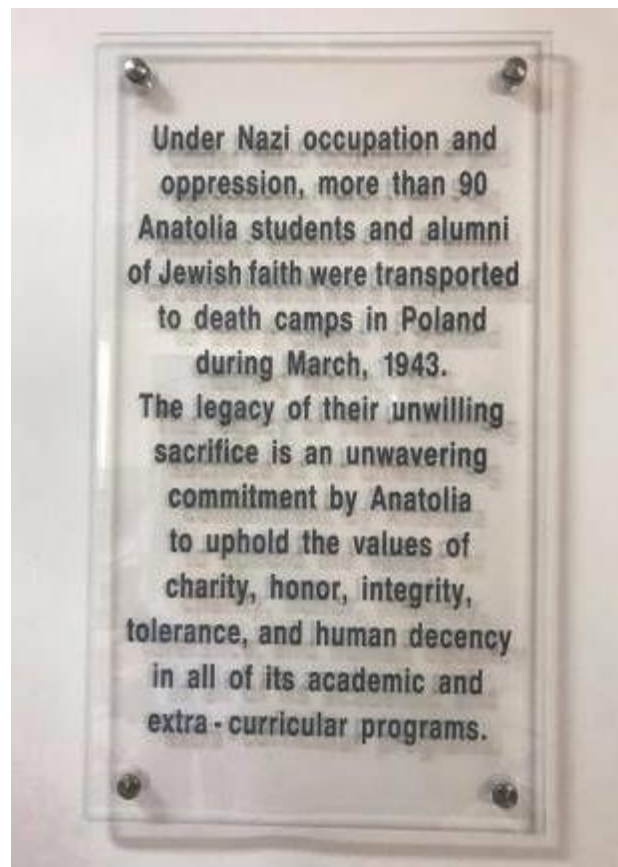 Under Nazi occupation and
oppression, more than 90
Anatolia students and alumni
of Jewish faith were transported
to death camps in Poland
during March, 1943.
The legacy of their unwilling
sacrifice is an unwavering
commitment by Anatolia
to uphold the values of
charity, honor, integrity,
tolerance, and human decency
in all of its academic and
extra - curricular programs.